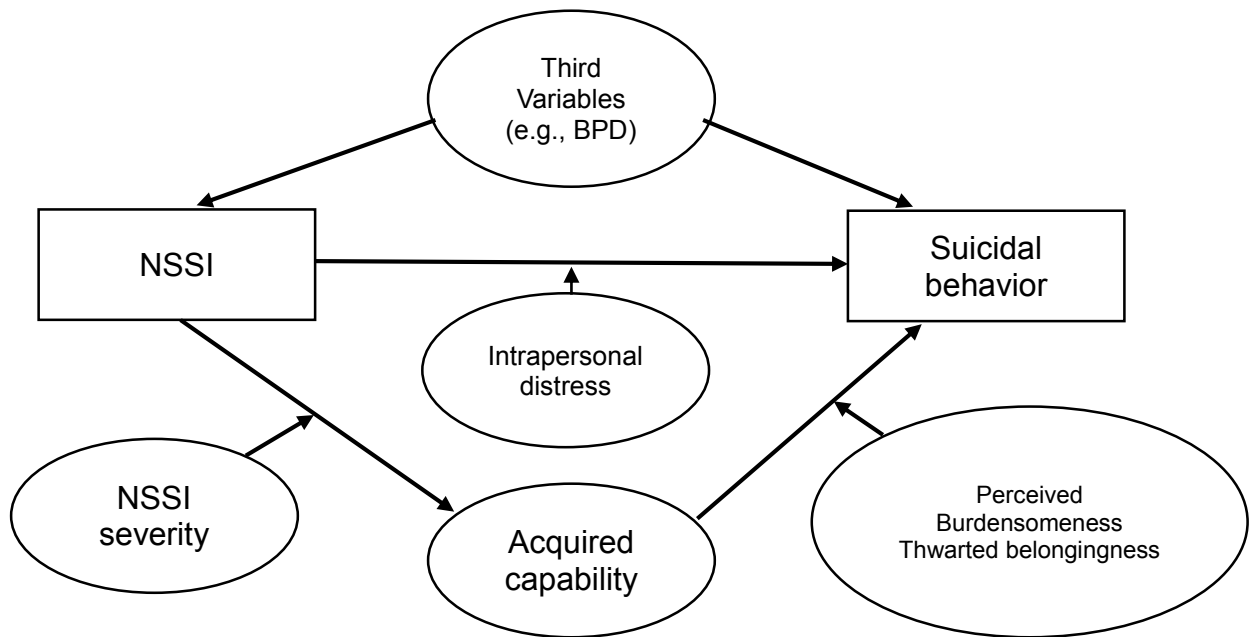 Third
Variables
(e.g., BPD)
NSSI
Suicidal
behavior
Intrapersonal
distress
NSSI
severity
Acquired
capability
Perceived
Burdensomeness
Thwarted belongingness